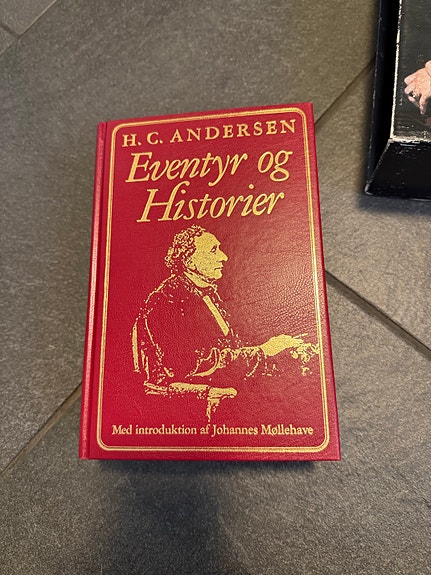 H. C. ANDERSEN
Eventyr og
Historier
Med introduktion af Johannes Møllehave